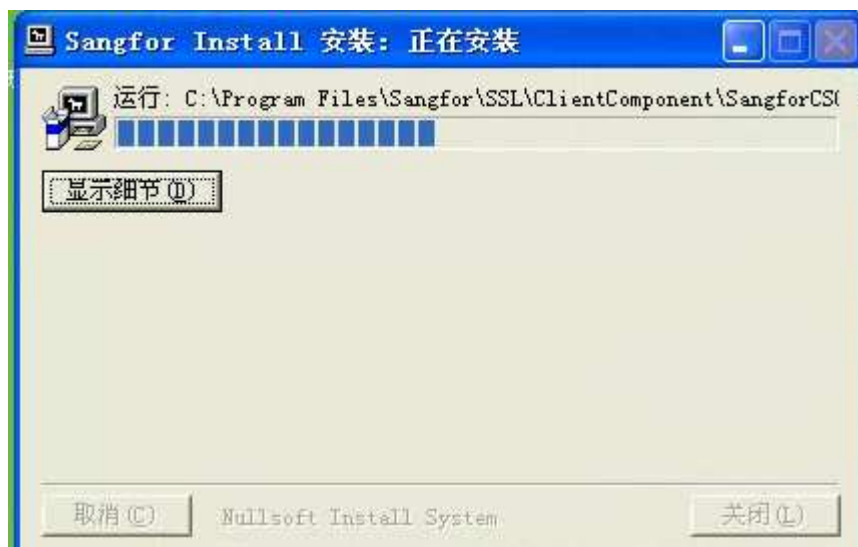 Sangfor Install 安装: 正在安装
运行: C:\Program Files\Sangfor\SSL\ClientComponent\SangforCS
显示细节(D)
取消(C)
Nullsoft Install System
关闭(L)